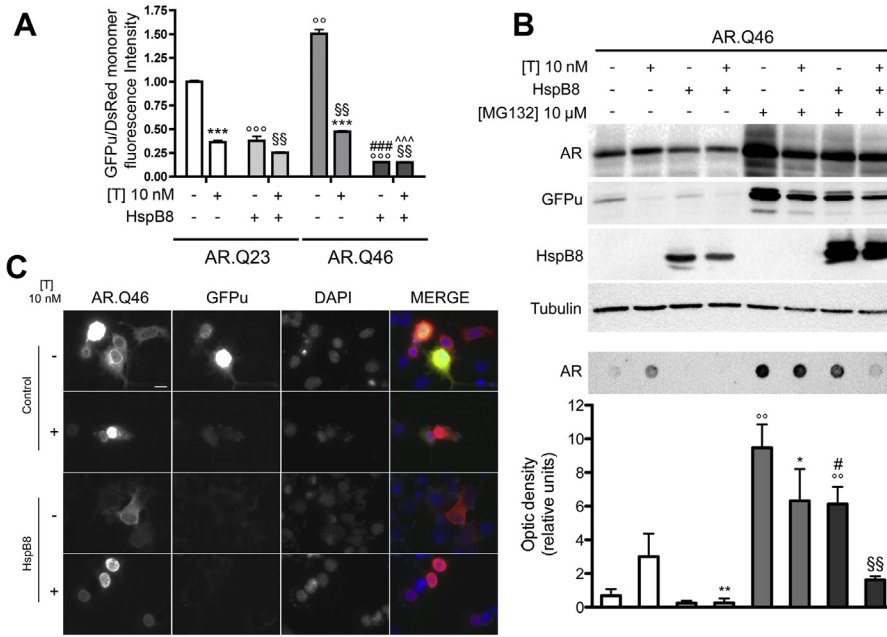 A
GFPu/DsRed monomer
fluorescence Intensity
1.75
1.50
1.25
1.00
0.75
0.50
0.25
0.00
*** °°° §§ °° §§ *** ### °°° ^^^ §§
[T] 10 nM - + - + - + - +
HspB8 - - + + - - + +
AR.Q23 AR.Q46
B
AR.Q46
[T] 10 nM - + - + - + - +
HspB8 - - + + - - + +
[MG132] 10 µM - - - - + + + +
AR
GFPu
HspB8
Tubulin
AR
Optic density
(relative units)
12
10
8
6
4
2
0
** °° * # °° §§
C
[T]
10 nM
AR.Q46 GFPu DAPI MERGE
Control
-
+
HspB8
-
+